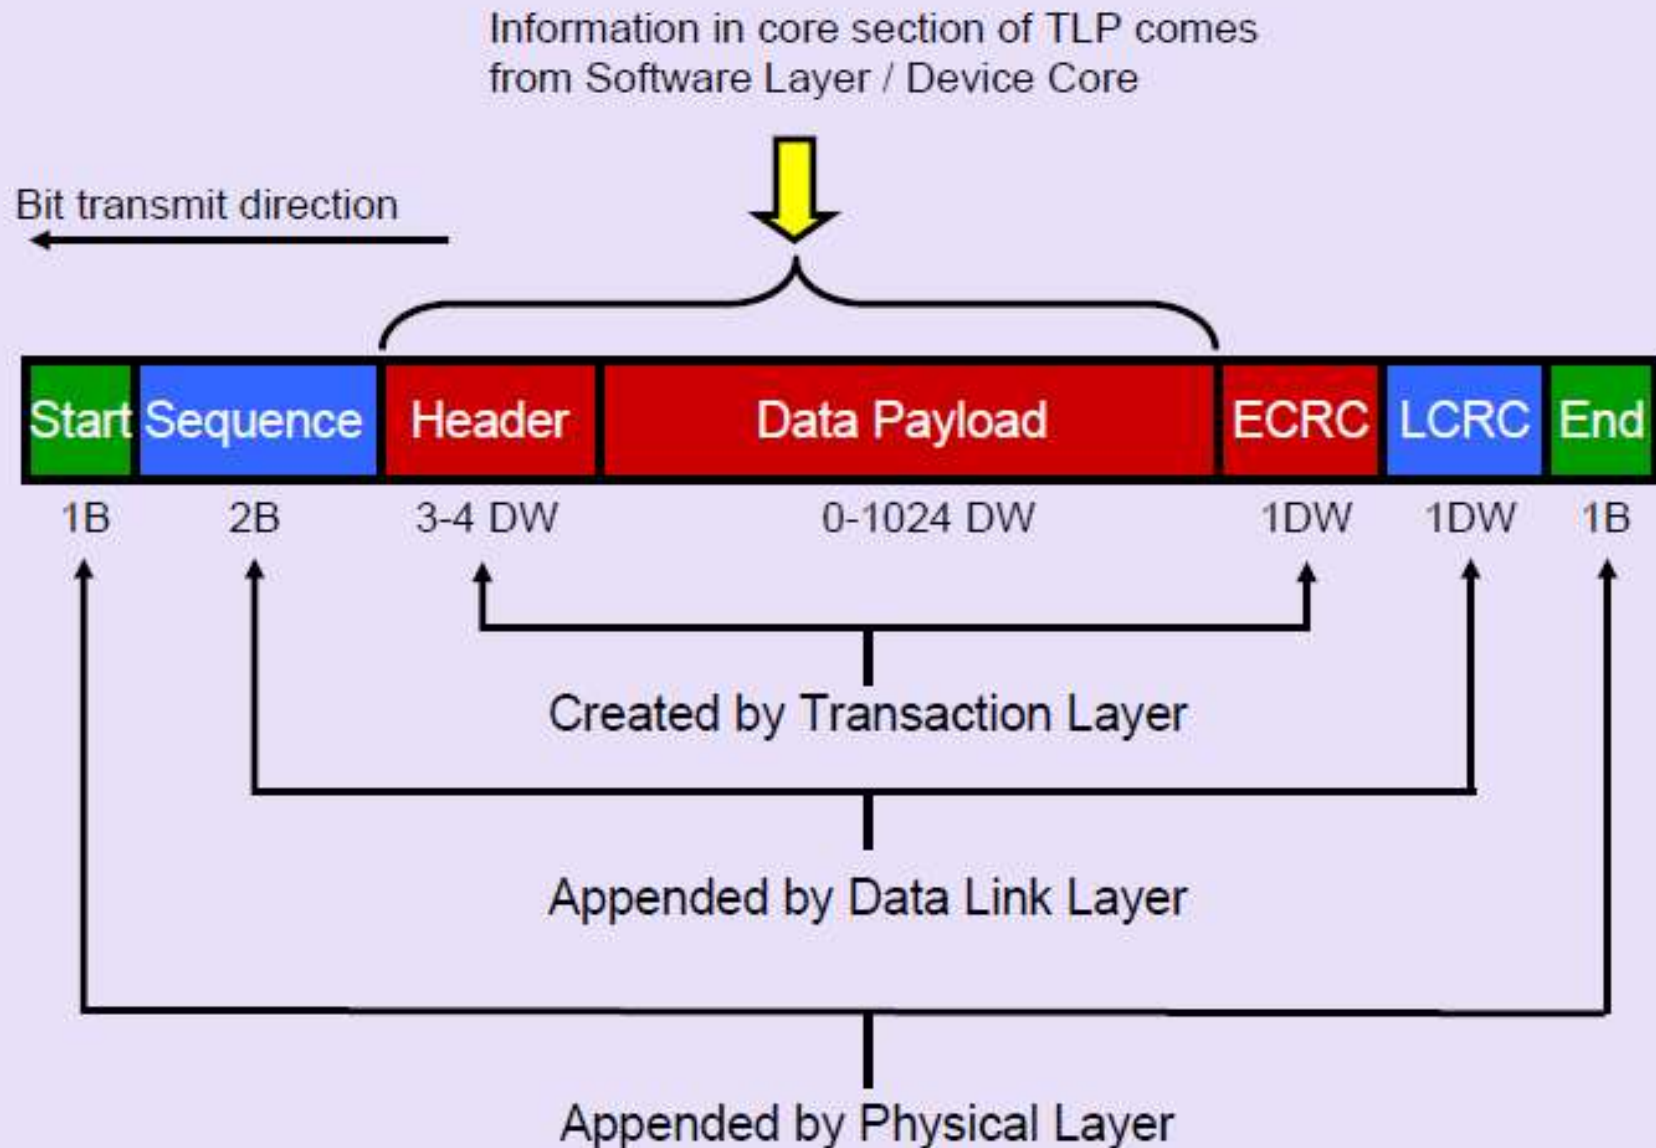 Information in core section of TLP comes
from Software Layer / Device Core
Bit transmit direction
Start Sequence Header Data Payload ECRC LCRC End
1B 2B 3-4 DW 0-1024 DW 1DW 1DW 1B
Created by Transaction Layer
Appended by Data Link Layer
Appended by Physical Layer